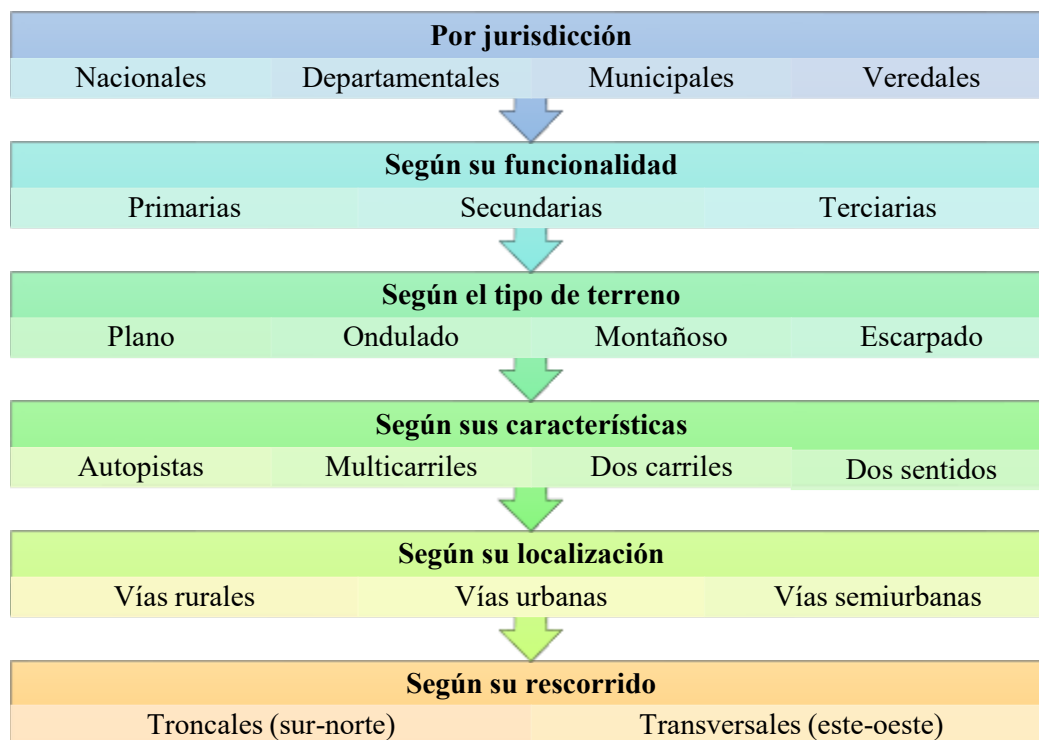 Por jurisdicción
Nacionales Departamentales Municipales Veredales
Según su funcionalidad
Primarias Secundarias Terciarias
Según el tipo de terreno
Plano Ondulado Montañoso Escarpado
Según sus características
Autopistas Multicarriles Dos carriles Dos sentidos
Según su localización
Vías rurales Vías urbanas Vías semiurbanas
Según su rescorrido
Troncales (sur-norte) Transversales (este-oeste)